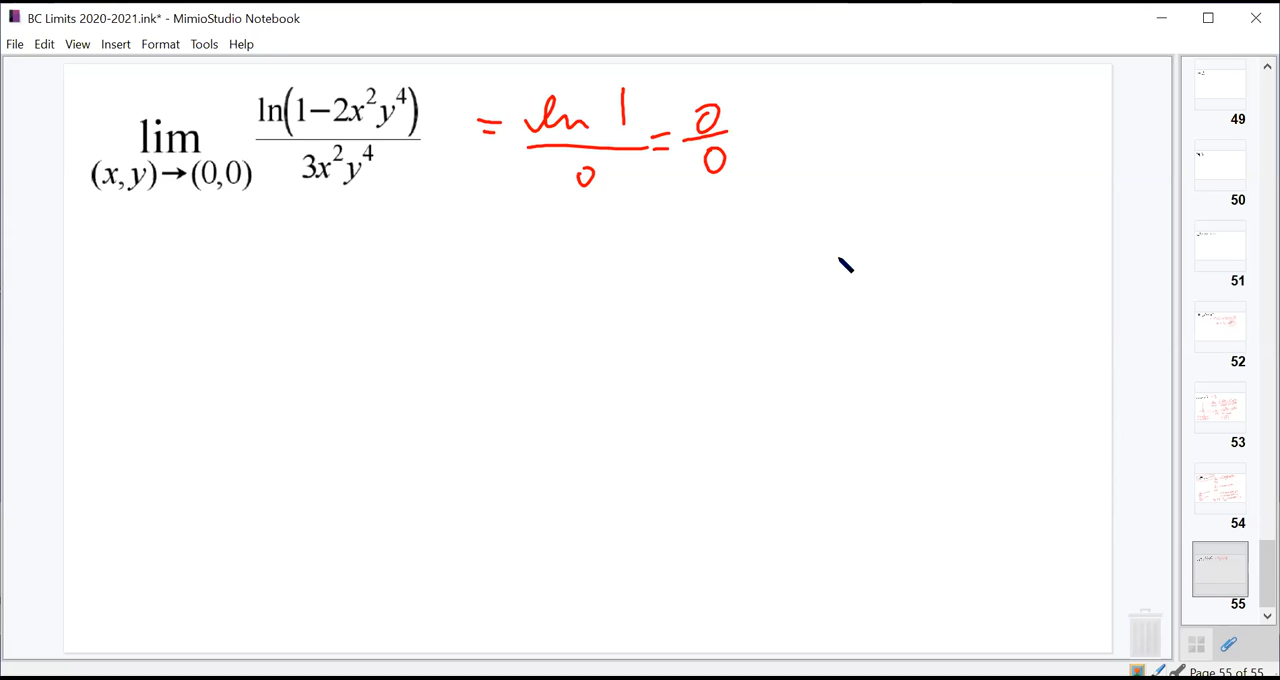 BC Limits 2020-2021.ink* - MimioStudio Notebook
File Edit View Insert Format Tools Help
lim (x,y)→(0,0) ln(1−2x²y⁴) / 3x²y⁴ = ln 1 / 0 = 0 / 0
49
50
51
52
53
54
55
Page 55 of 55